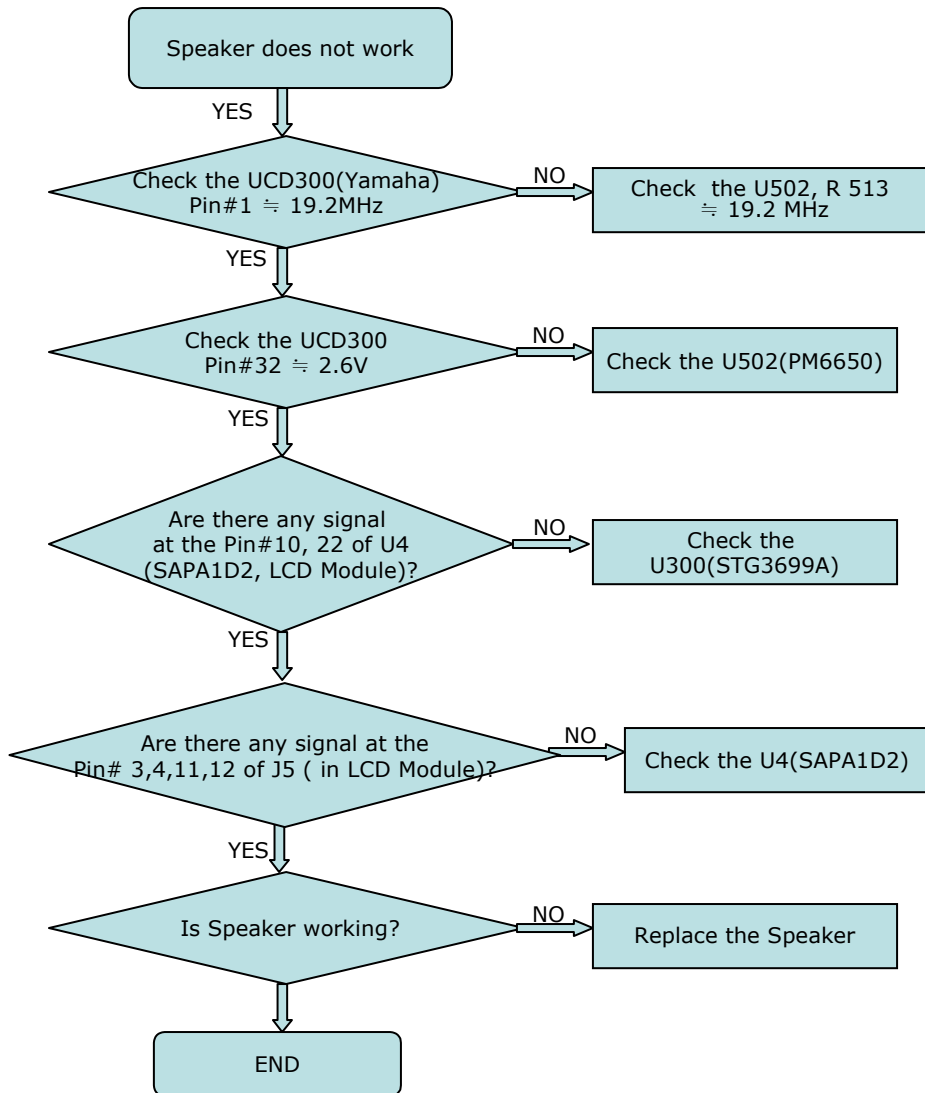 Speaker does not work
YES
Check the UCD300(Yamaha)
Pin#1 ≒ 19.2MHz
NO
Check  the U502, R 513
≒ 19.2 MHz
YES
Check the UCD300
Pin#32 ≒ 2.6V
NO
Check the U502(PM6650)
YES
Are there any signal
at the Pin#10, 22 of U4
(SAPA1D2, LCD Module)?
NO
Check the
U300(STG3699A)
YES
Are there any signal at the
Pin# 3,4,11,12 of J5 ( in LCD Module)?
NO
Check the U4(SAPA1D2)
YES
Is Speaker working?
NO
Replace the Speaker
END